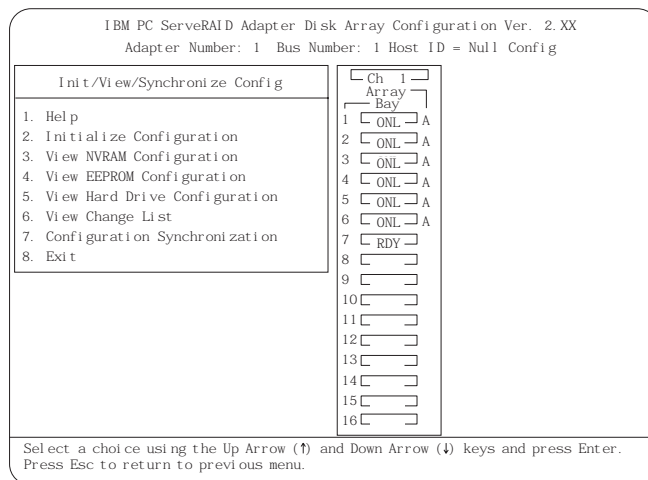 IBM PC ServeRAID Adapter Disk Array Configuration Ver. 2.XX
Adapter Number: 1 Bus Number: 1 Host ID = Null Config
Init/View/Synchronize Config
1. Help
2. Initialize Configuration
3. View NVRAM Configuration
4. View EEPROM Configuration
5. View Hard Drive Configuration
6. View Change List
7. Configuration Synchronization
8. Exit
Ch 1
Array
Bay
1 ONL A
2 ONL A
3 ONL A
4 ONL A
5 ONL A
6 ONL A
7 RDY
8
9
10
11
12
13
14
15
16
Select a choice using the Up Arrow (↑) and Down Arrow (↓) keys and press Enter.
Press Esc to return to previous menu.